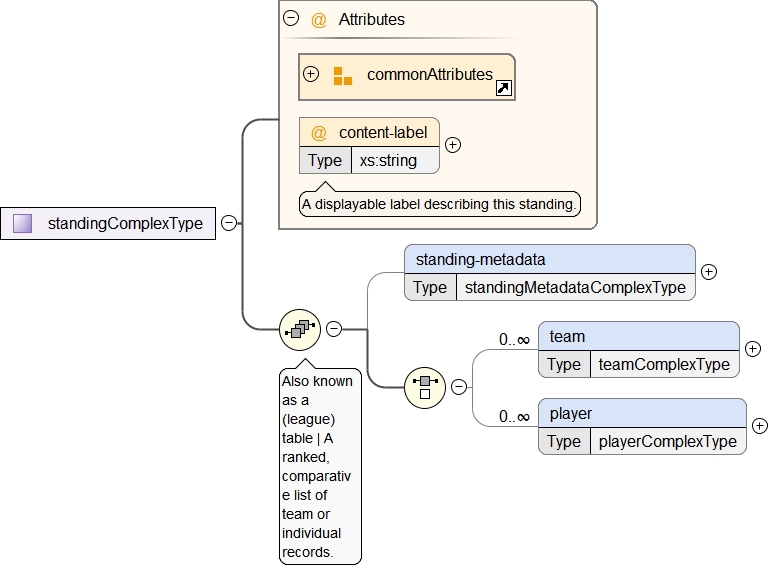 @ Attributes
commonAttributes
@ content-label
Type xs:string
A displayable label describing this standing.
standingComplexType
standing-metadata
Type standingMetadataComplexType
0..∞
team
Type teamComplexType
0..∞
player
Type playerComplexType
Also known
as a
(league)
table | A
ranked,
comparativ
e list of
team or
individual
records.